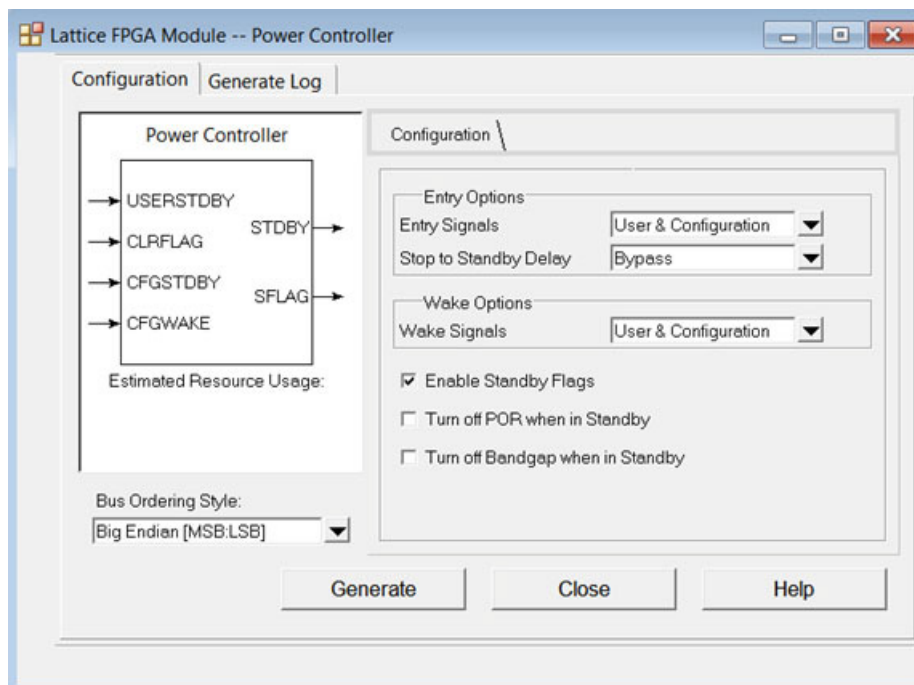 Lattice FPGA Module -- Power Controller
Configuration
Generate Log
Power Controller
USERSTDBY
STDBY
CLRFLAG
CFGSTDBY
SFLAG
CFGWAKE
Estimated Resource Usage:
Bus Ordering Style:
Big Endian [MSB:LSB]
Configuration
Entry Options
Entry Signals User & Configuration
Stop to Standby Delay Bypass
Wake Options
Wake Signals User & Configuration
Enable Standby Flags
Turn off POR when in Standby
Turn off Bandgap when in Standby
Generate Close Help